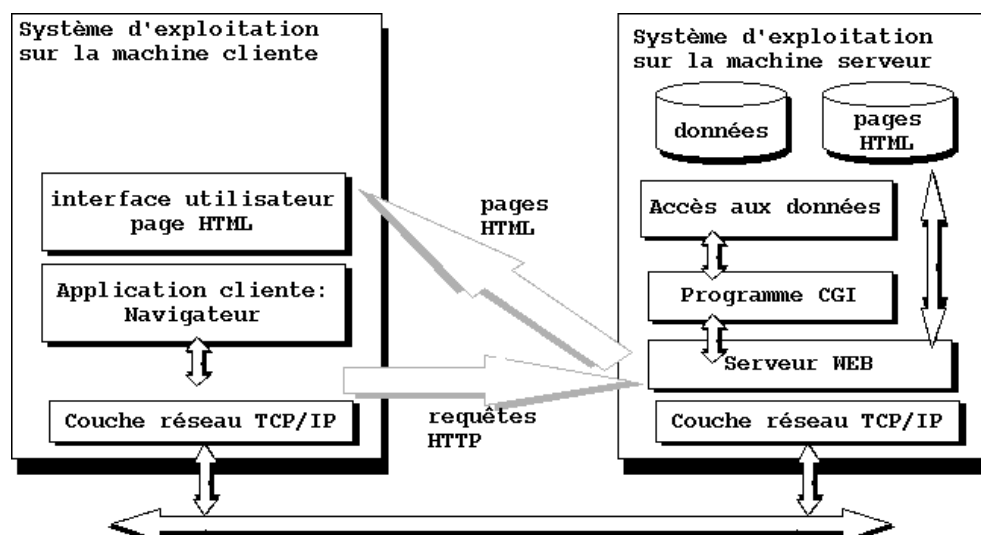 Système d'exploitation
sur la machine cliente
interface utilisateur
page HTML
Application cliente:
Navigateur
Couche réseau TCP/IP
pages
HTML
requêtes
HTTP
Système d'exploitation
sur la machine serveur
données
pages
HTML
Accès aux données
Programme CGI
Serveur WEB
Couche réseau TCP/IP